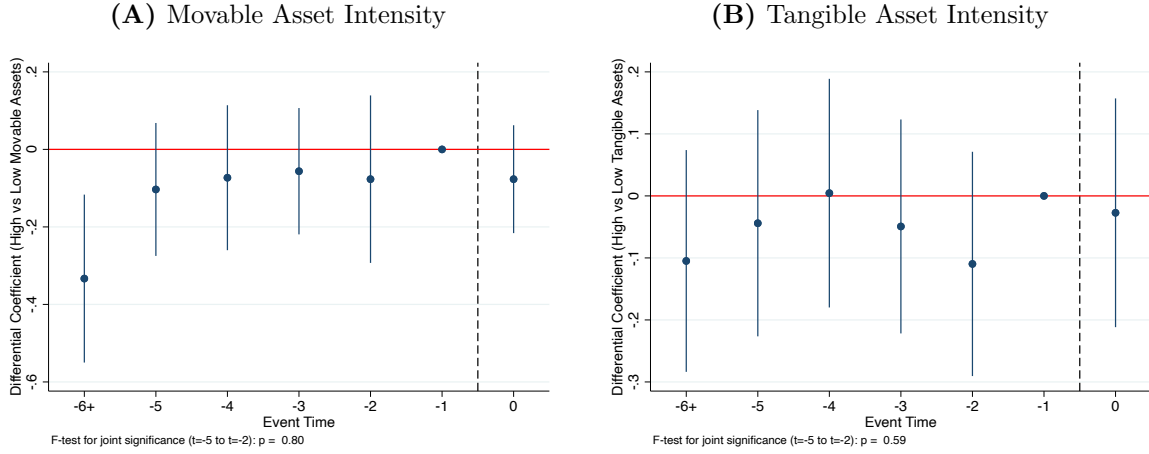 (A) Movable Asset Intensity
Differential Coefficient (High vs Low Movable Assets)
.2
0
-.2
-.4
-.6
-6+ -5 -4 -3 -2 -1 0
Event Time
F-test for joint significance (t=-5 to t=-2): p = 0.80
(B) Tangible Asset Intensity
Differential Coefficient (High vs Low Tangible Assets)
.2
.1
0
-.1
-.2
-.3
-6+ -5 -4 -3 -2 -1 0
Event Time
F-test for joint significance (t=-5 to t=-2): p = 0.59